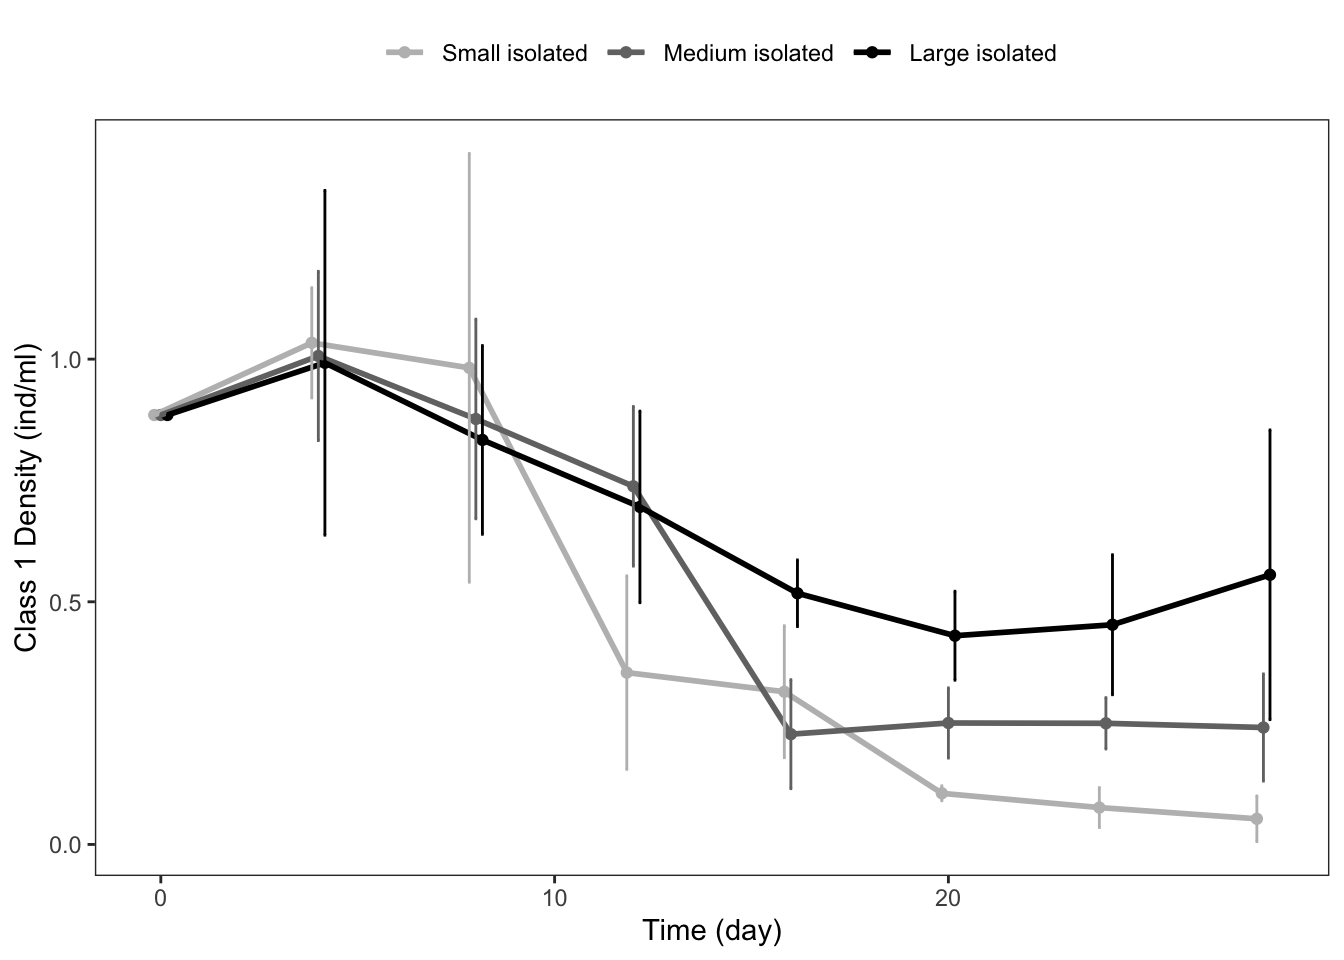 Small isolated Medium isolated Large isolated
Class 1 Density (ind/ml)
1.0
0.5
0.0
0 10 20
Time (day)